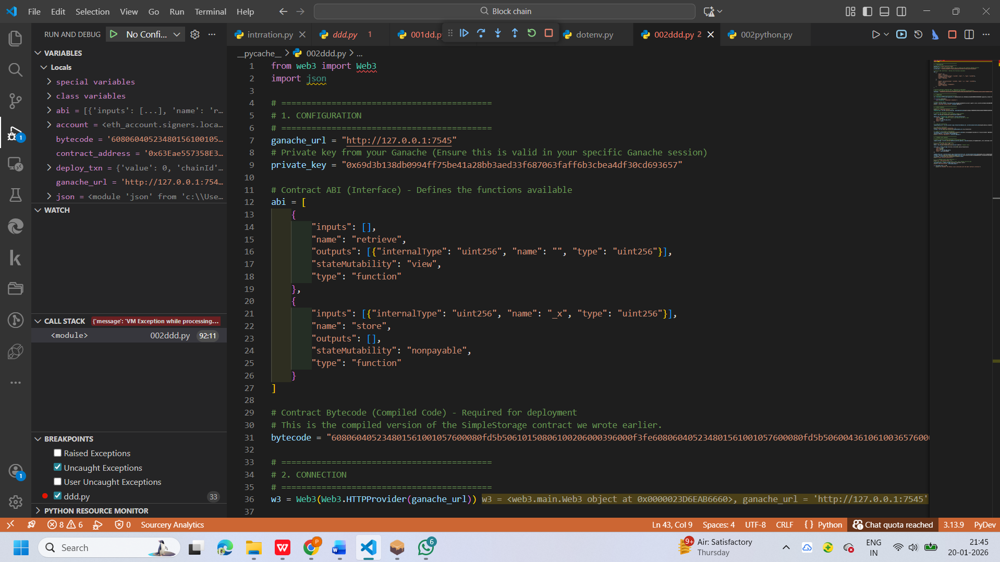 File Edit Selection View Go Run Terminal Help
Block chain
RUN AND DEBUG No Confi...
intrration.py
ddd.py 1
001dd.p
dotenv.py
002ddd.py 2
002python.py
__pycache__ > 002ddd.py > ...
VARIABLES
Locals
special variables
class variables
abi = [{'inputs': [...], 'name': 'r...
account = <eth_account.signers.loca...
bytecode = '60806040523480156100105...
contract_address = '0x63Eae557358E3...
deploy_txn = {'value': 0, 'chainId'...
ganache_url = 'http://127.0.0.1:754...
json = <module 'json' from 'c:\\Use...
WATCH
CALL STACK {'message': 'VM Exception while processing...
<module> 002ddd.py 92:11
BREAKPOINTS
Raised Exceptions
Uncaught Exceptions
User Uncaught Exceptions
ddd.py 33
PYTHON RESOURCE MONITOR
1 from web3 import Web3
2 import json
3
4 # ==========================================
5 # 1. CONFIGURATION
6 # ==========================================
7 ganache_url = "http://127.0.0.1:7545"
8 # Private key from your Ganache (Ensure this is valid in your specific Ganache session)
9 private_key = "0x69d3b138db0994ff75be41a28bb3aed33f687063faff6b3cbea4df30cd693657"
10
11 # Contract ABI (Interface) - Defines the functions available
12 abi = [
13 {
14 "inputs": [],
15 "name": "retrieve",
16 "outputs": [{"internalType": "uint256", "name": "", "type": "uint256"}],
17 "stateMutability": "view",
18 "type": "function"
19 },
20 {
21 "inputs": [{"internalType": "uint256", "name": "_x", "type": "uint256"}],
22 "name": "store",
23 "outputs": [],
24 "stateMutability": "nonpayable",
25 "type": "function"
26 }
27 ]
28
29 # Contract Bytecode (Compiled Code) - Required for deployment
30 # This is the compiled version of the SimpleStorage contract we wrote earlier.
31 bytecode = "608060405234801561001057600080fd5b50610150806100206000396000f3fe608060405234801561001057600080fd5b50600436106100365760
32
33 # ==========================================
34 # 2. CONNECTION
35 # ==========================================
36 w3 = Web3(Web3.HTTPProvider(ganache_url)) w3 = <web3.main.Web3 object at 0x0000023D6EAB6660>, ganache_url = 'http://127.0.0.1:7545'
37
1
1
8 6 0 Sourcery Analytics
Ln 43, Col 9 Spaces: 4 UTF-8 CRLF {} Python Chat quota reached 3.13.9 PyDev
Search
6
9+
Air: Satisfactory
Thursday
ENG
IN
21:45
20-01-2026